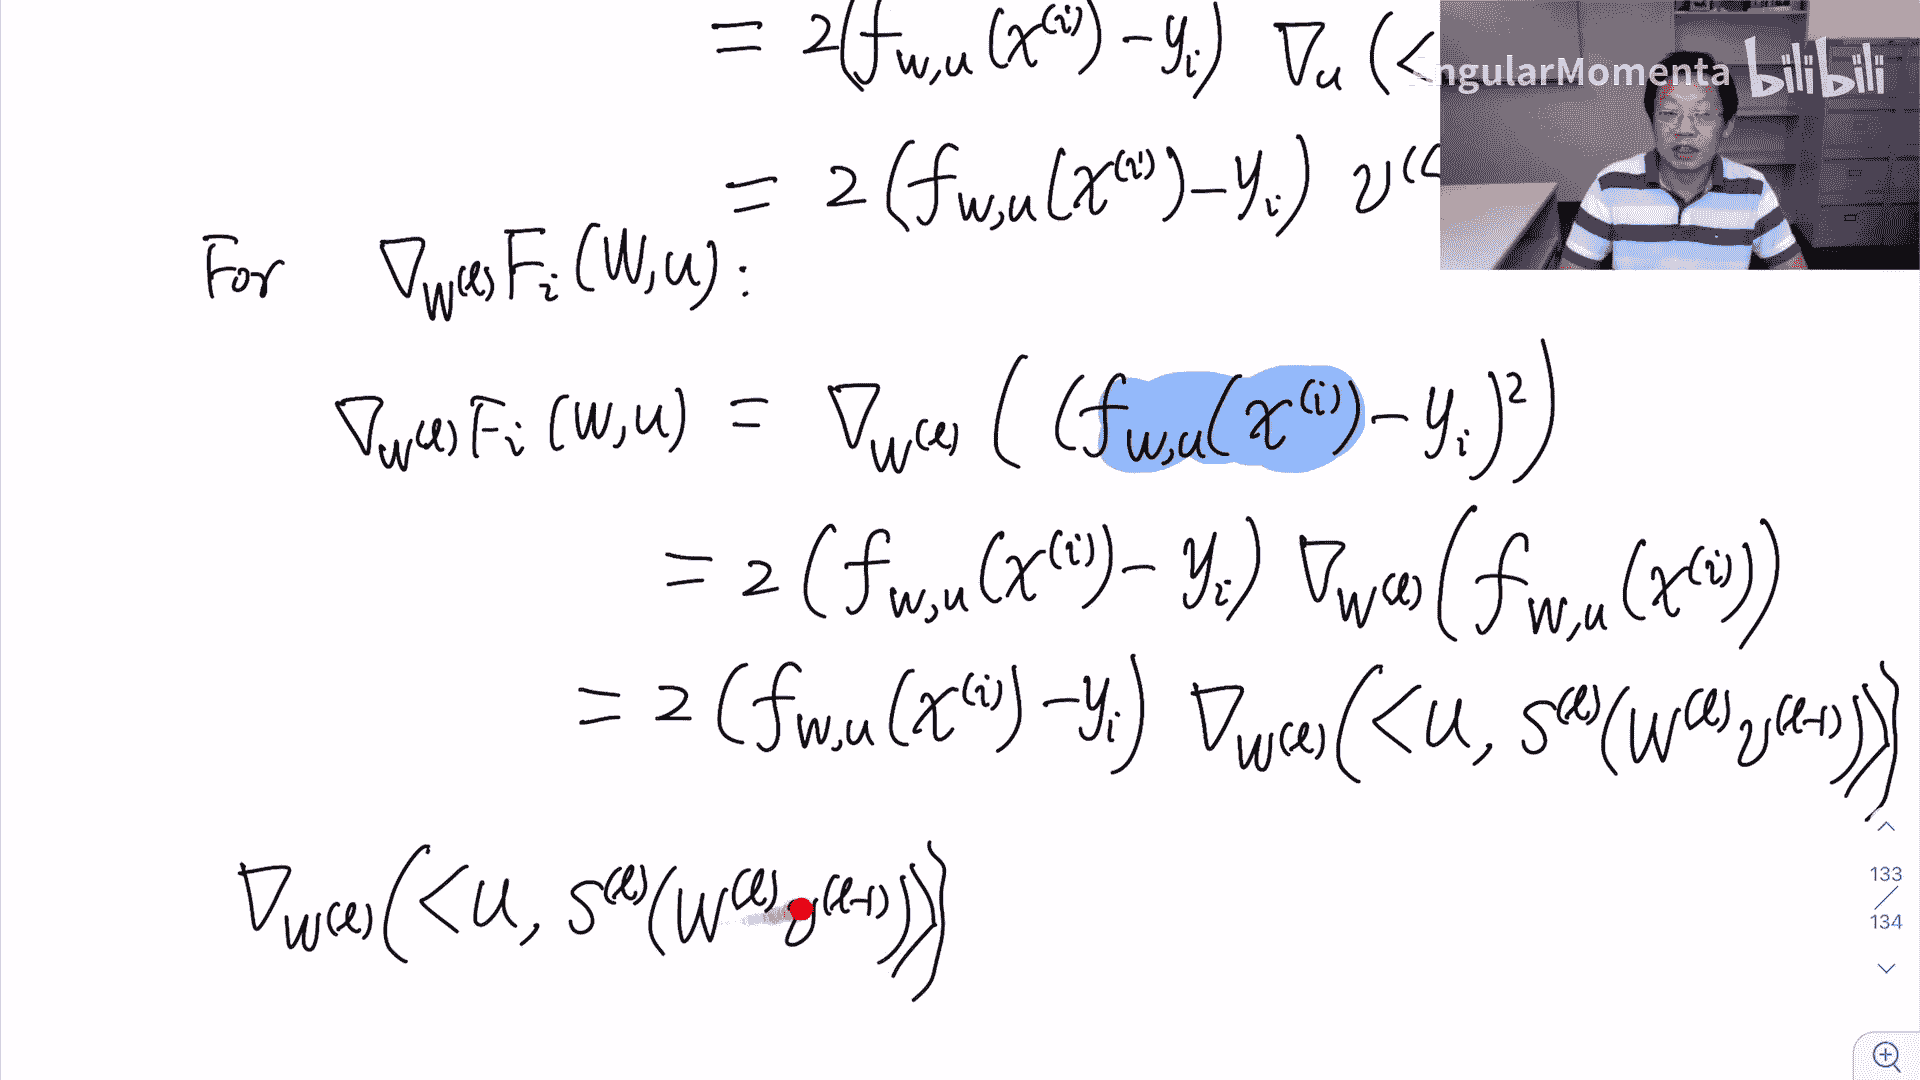 = 2(f_{W,u}(x^{(i)}) - y_i) ∇_u (<
ngularMomenta bilibili
= 2(f_{W,u}(x^{(i)}) - y_i) v^{(L
For ∇_{W^{(l)}} F_i(W,u):
∇_{W^{(l)}} F_i(W,u) = ∇_{W^{(l)}} ((f_{W,u}(x^{(i)}) - y_i)^2)
= 2(f_{W,u}(x^{(i)}) - y_i) ∇_{W^{(l)}} (f_{W,u}(x^{(i)}))
= 2(f_{W,u}(x^{(i)}) - y_i) ∇_{W^{(l)}} (<u, s^{(l)}(W^{(l)} v^{(l-1)})>)
∇_{W^{(l)}} (<u, s^{(l)}(W^{(l)} v^{(l-1)})>)
133
134